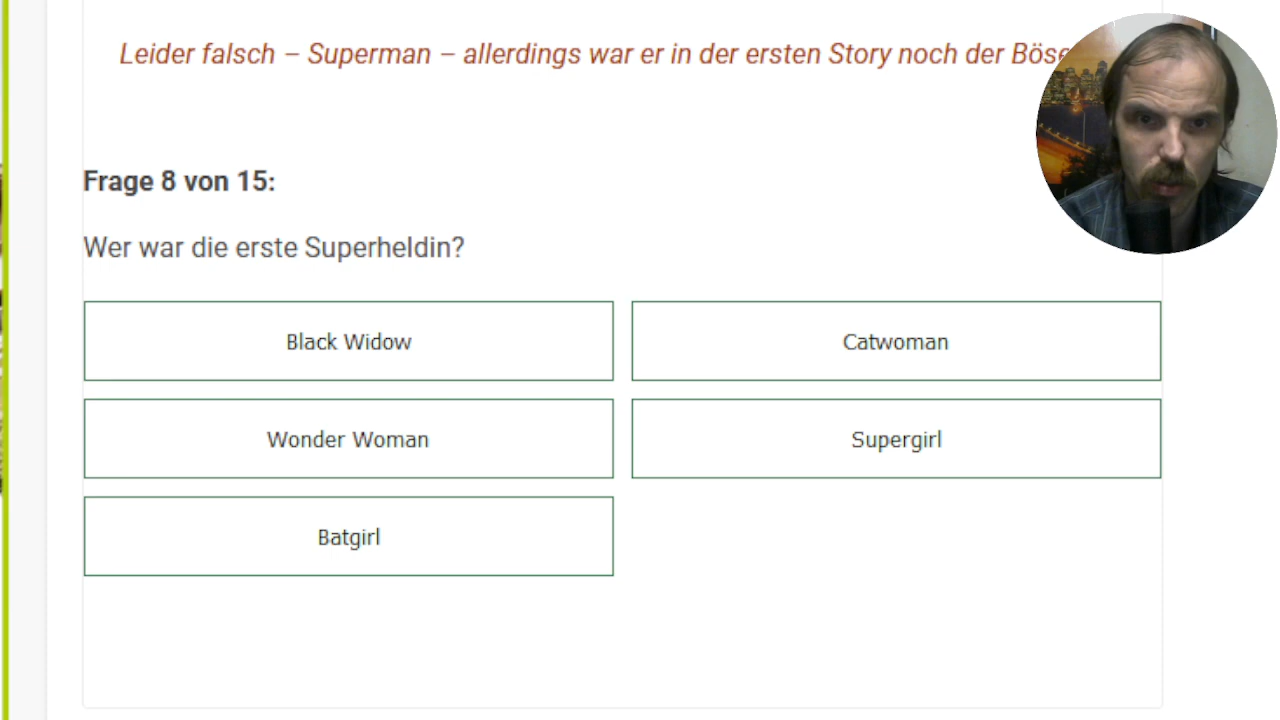 Leider falsch – Superman – allerdings war er in der ersten Story noch der Böse
Frage 8 von 15:
Wer war die erste Superheldin?
Black Widow
Catwoman
Wonder Woman
Supergirl
Batgirl